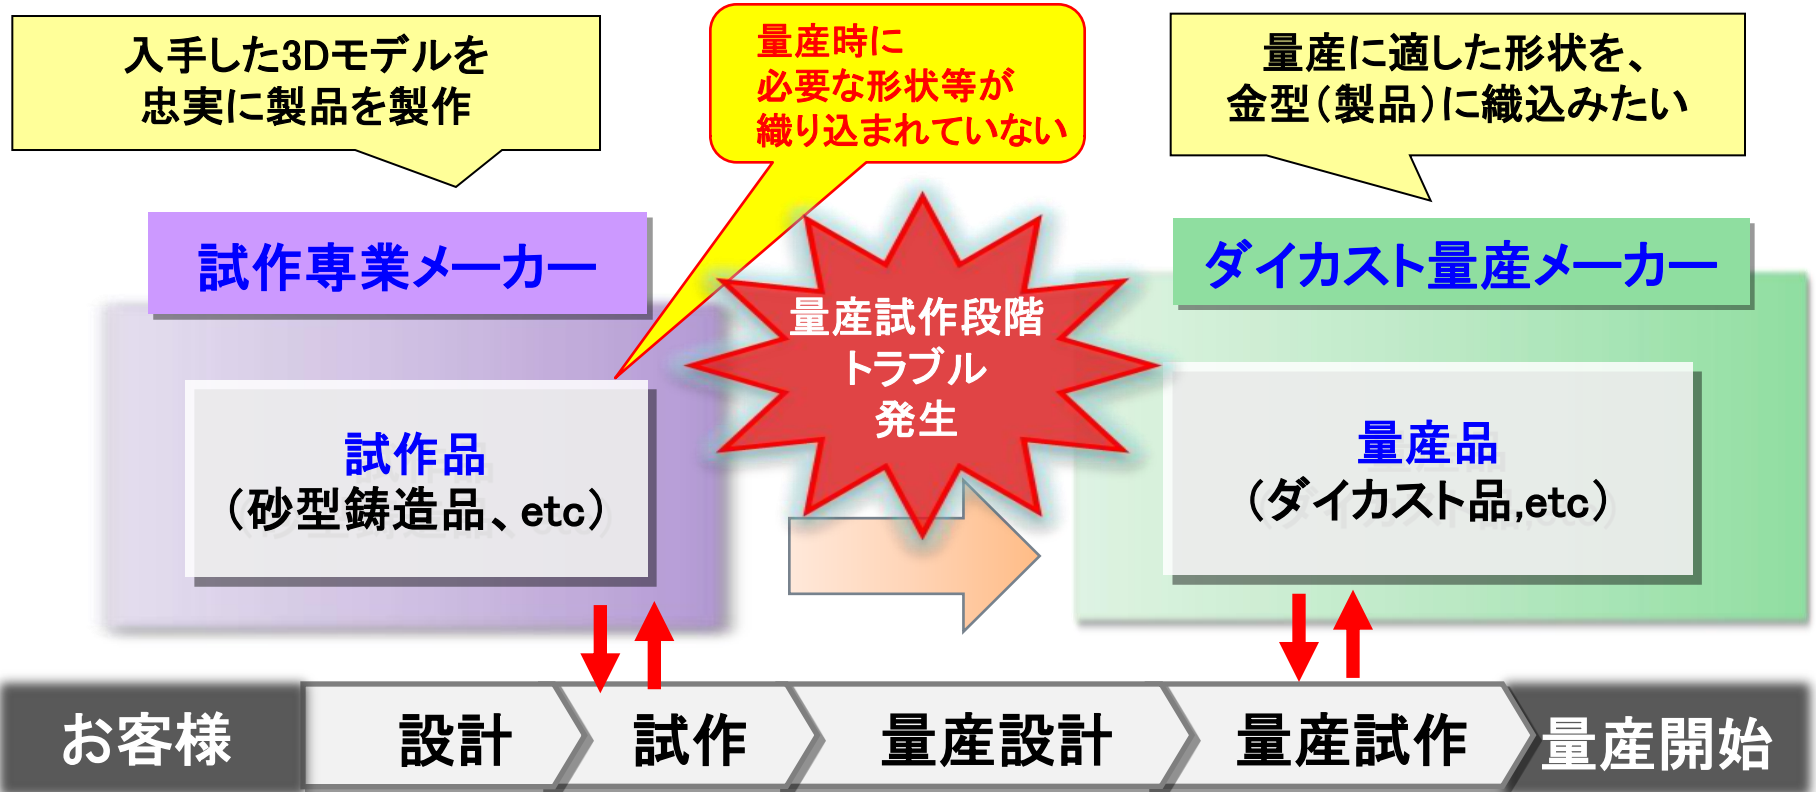 入手した3Dモデルを
忠実に製品を製作
量産時に
必要な形状等が
織り込まれていない
量産に適した形状を、
金型（製品）に織込みたい
試作専業メーカー
ダイカスト量産メーカー
量産試作段階
トラブル
発生
試作品
（砂型鋳造品、etc）
量産品
（ダイカスト品,etc）
お客様
設計
試作
量産設計
量産試作
量産開始